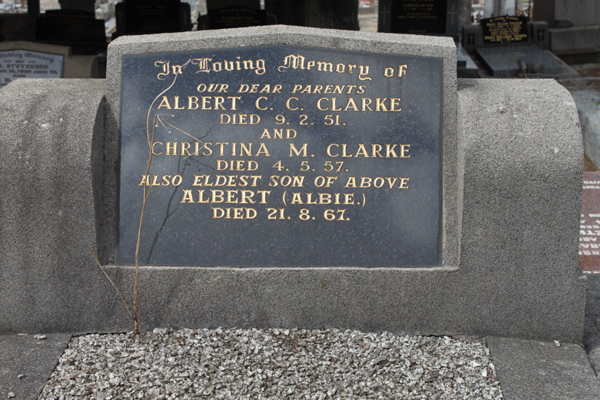 In Loving Memory of
OUR DEAR PARENTS
ALBERT C. C. CLARKE
DIED 9. 2. 51.
AND
CHRISTINA M. CLARKE
DIED 4. 5. 57.
ALSO ELDEST SON OF ABOVE
ALBERT (ALBIE.)
DIED 21. 8. 67.